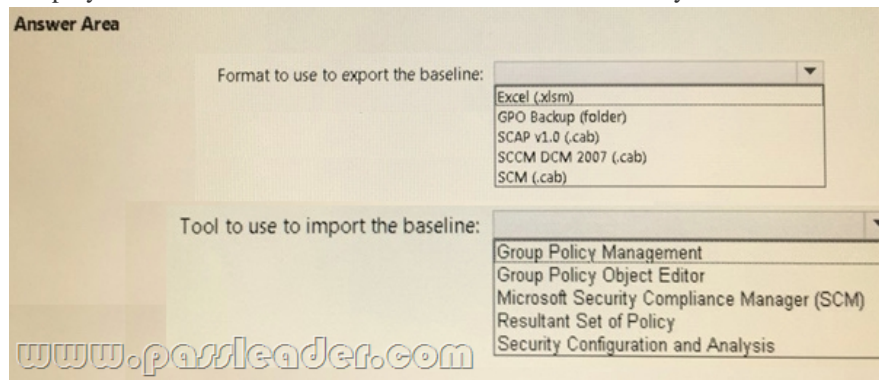 Answer Area
Format to use to export the baseline:
Excel (.xlsm)
GPO Backup (folder)
SCAP v1.0 (.cab)
SCCM DCM 2007 (.cab)
SCM (.cab)
Tool to use to import the baseline:
Group Policy Management
Group Policy Object Editor
Microsoft Security Compliance Manager (SCM)
Resultant Set of Policy
Security Configuration and Analysis
www.passleader.com